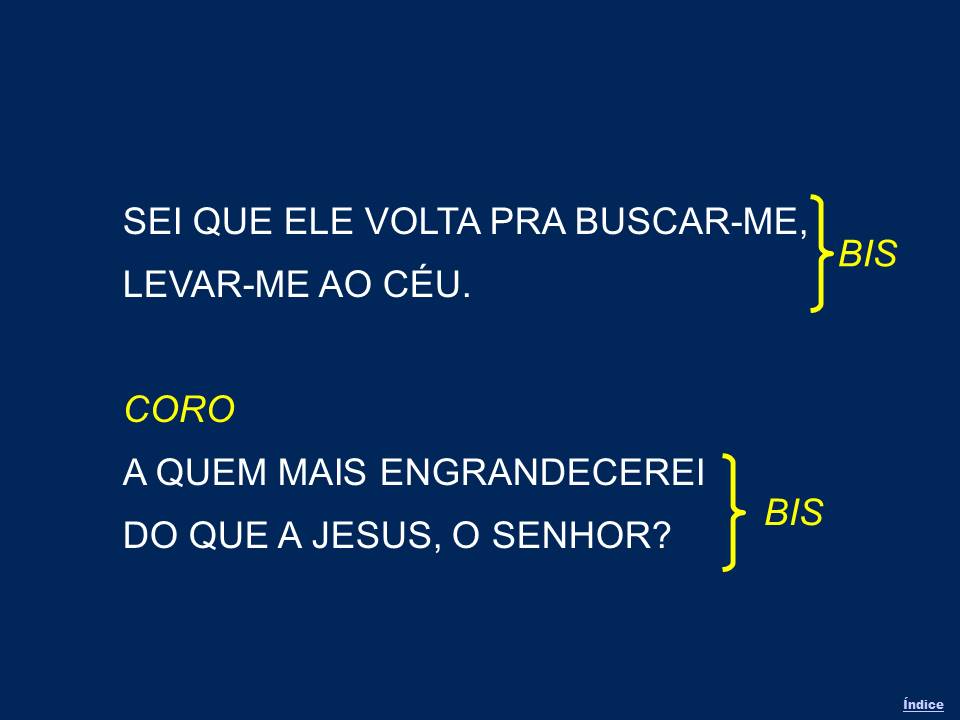 SEI QUE ELE VOLTA PRA BUSCAR-ME,
BIS
LEVAR-ME AO CÉU.
CORO
A QUEM MAIS ENGRANDECEREI
BIS
DO QUE A JESUS, O SENHOR?
Índice